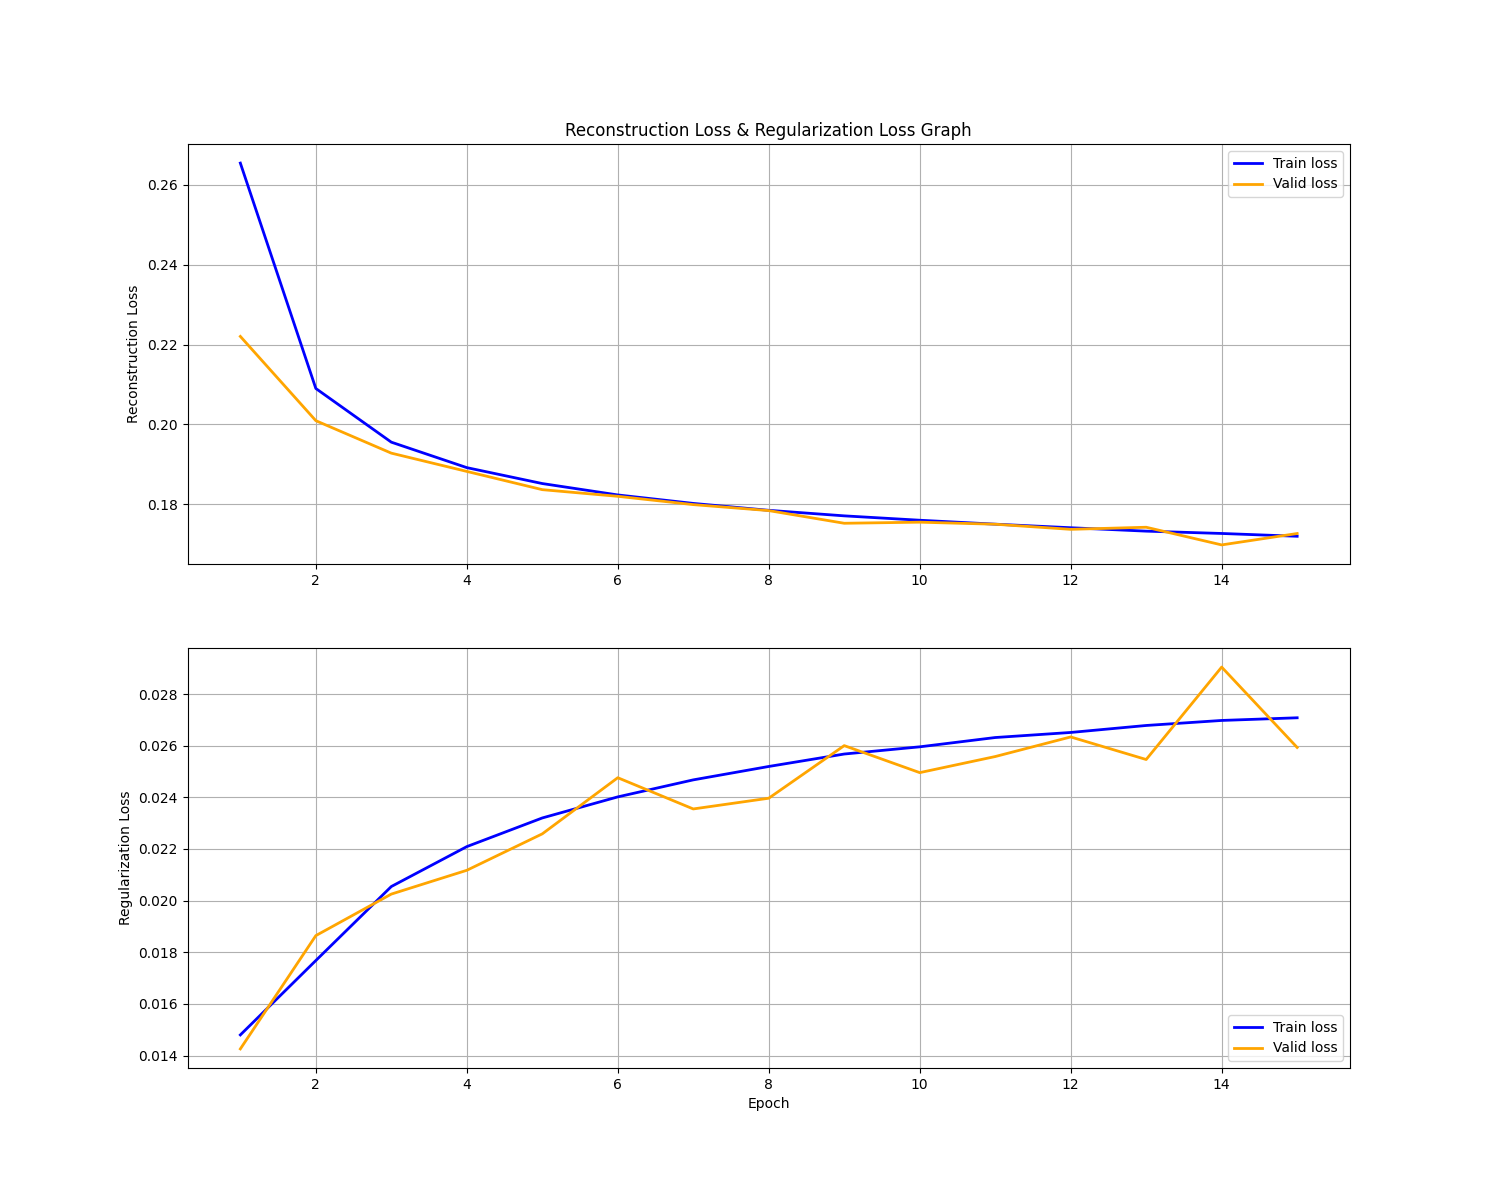 Reconstruction Loss & Regularization Loss Graph
Train loss
Valid loss
Reconstruction Loss
0.26
0.24
0.22
0.20
0.18
2 4 6 8 10 12 14
Regularization Loss
0.028
0.026
0.024
0.022
0.020
0.018
0.016
0.014
Train loss
Valid loss
2 4 6 8 10 12 14
Epoch